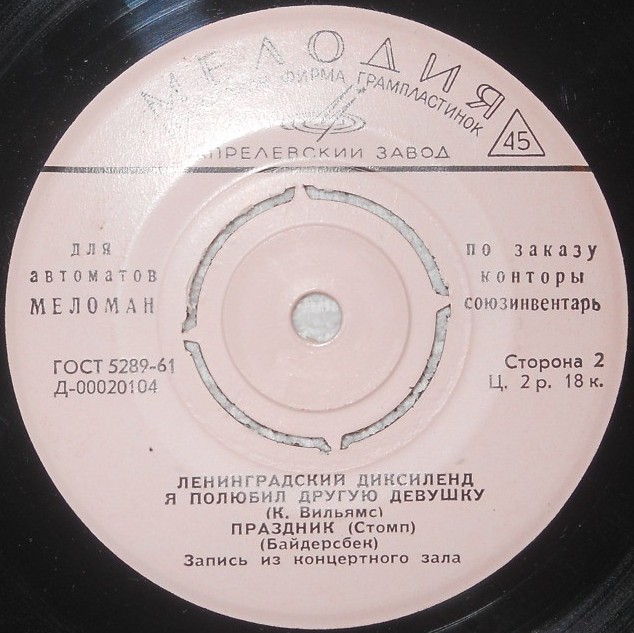 МЕЛОДИЯ
ФИРМА ГРАМПЛАСТИНОК
АПРЕЛЕВСКИЙ ЗАВОД
45
для
автоматов
МЕЛОМАН
по заказу
конторы
союзинвентарь
ГОСТ 5289-61
Д-00020104
Сторона 2
Ц. 2 р. 18 к.
ЛЕНИНГРАДСКИЙ ДИКСИЛЕНД
Я ПОЛЮБИЛ ДРУГУЮ ДЕВУШКУ
(К. Вильямс)
ПРАЗДНИК (Стомп)
(Байдерсбек)
Запись из концертного зала